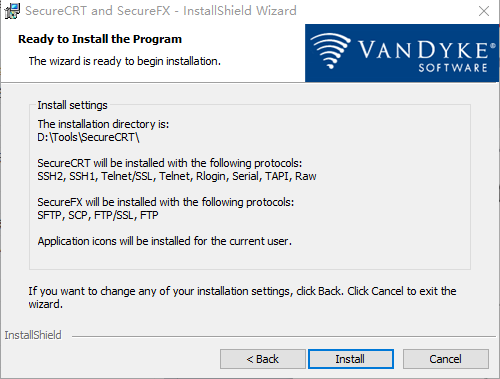 SecureCRT and SecureFX - InstallShield Wizard
Ready to Install the Program
The wizard is ready to begin installation.
VANDYKE®
SOFTWARE
Install settings
The installation directory is:
D:\Tools\SecureCRT\
SecureCRT will be installed with the following protocols:
SSH2, SSH1, Telnet/SSL, Telnet, Rlogin, Serial, TAPI, Raw
SecureFX will be installed with the following protocols:
SFTP, SCP, FTP/SSL, FTP
Application icons will be installed for the current user.
If you want to change any of your installation settings, click Back. Click Cancel to exit the
wizard.
InstallShield
< Back
Install
Cancel